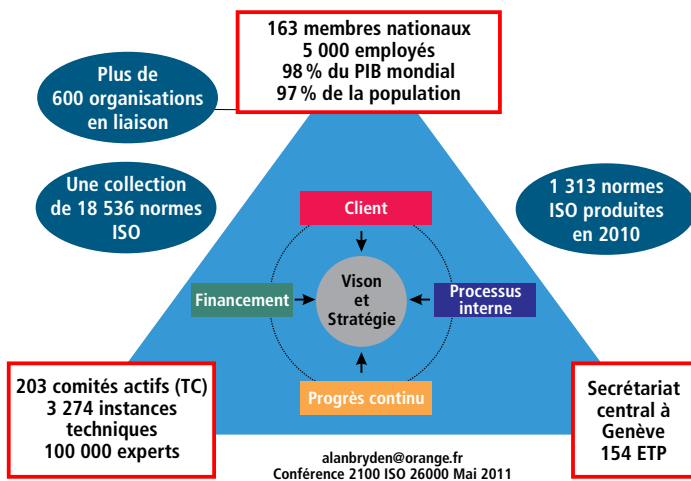 163 membres nationaux
5 000 employés
98 % du PIB mondial
97 % de la population
Plus de
600 organisations
en liaison
Une collection
de 18 536 normes
ISO
1 313 normes
ISO produites
en 2010
Client
Financement
Vison
et
Stratégie
Processus
interne
Progrès continu
203 comités actifs (TC)
3 274 instances
techniques
100 000 experts
Secrétariat
central à
Genève
154 ETP
alanbryden@orange.fr
Conférence 2100 ISO 26000 Mai 2011